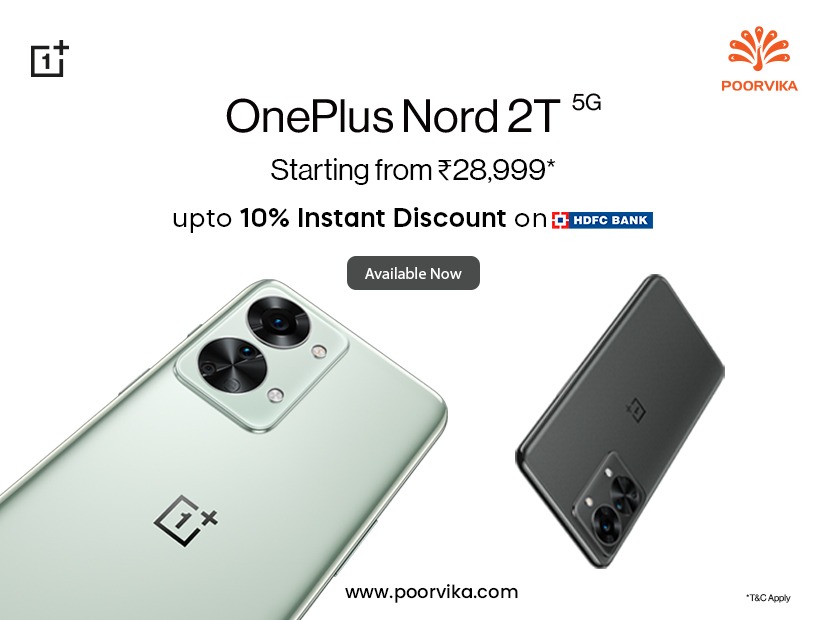 POORVIKA
OnePlus Nord 2T 5G
Starting from ₹28,999*
upto 10% Instant Discount on HDFC BANK
Available Now
www.poorvika.com
*T&C Apply